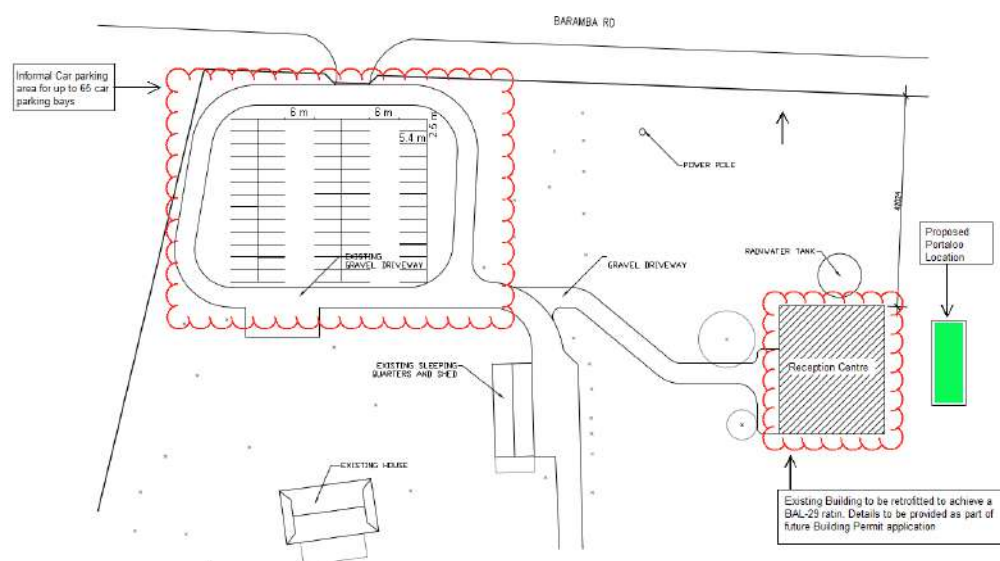 BARAMBA RD
Informal Car parking
area for up to 65 car
parking bays
6 m
6 m
2.5 m
5.4 m
POWER POLE
42024
Proposed
Portaloo
Location
RAINWATER TANK
EXISTING
GRAVEL DRIVEWAY
GRAVEL DRIVEWAY
EXISTING SLEEPING
QUARTERS AND SHED
Reception Centre
EXISTING HOUSE
Existing Building to be retrofitted to achieve a
BAL-29 ratin. Details to be provided as part of
future Building Permit application